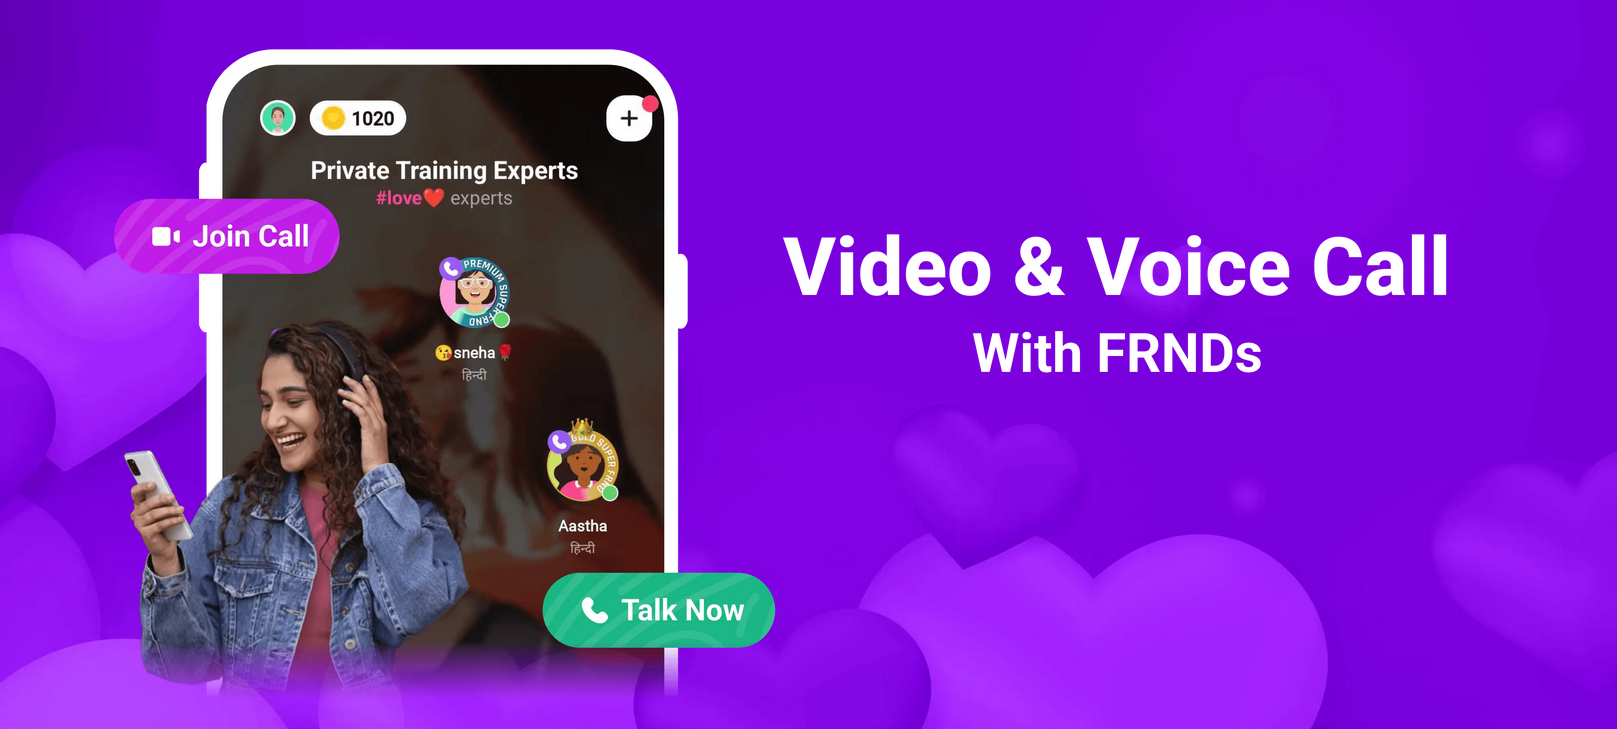 1020
Private Training Experts
#love❤️ experts
Join Call
PREMIUM SUPER FRND
😘sneha🌹
हिन्दी
GOLD SUPER FRND
Aastha
हिन्दी
Talk Now
Video & Voice Call
With FRNDs